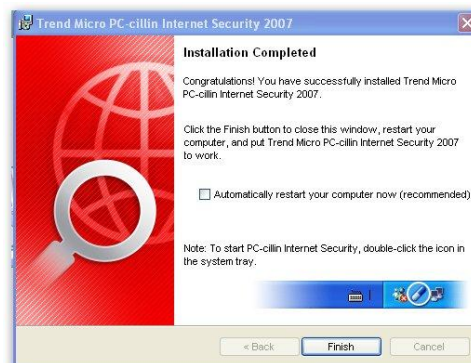 Trend Micro PC-cillin Internet Security 2007
Installation Completed
Congratulations! You have successfully installed Trend Micro
PC-cillin Internet Security 2007.
Click the Finish button to close this window, restart your
computer, and put Trend Micro PC-cillin Internet Security 2007
to work.
Automatically restart your computer now (recommended)
Note: To start PC-cillin Internet Security, double-click the icon in
the system tray.
< Back
Finish
Cancel